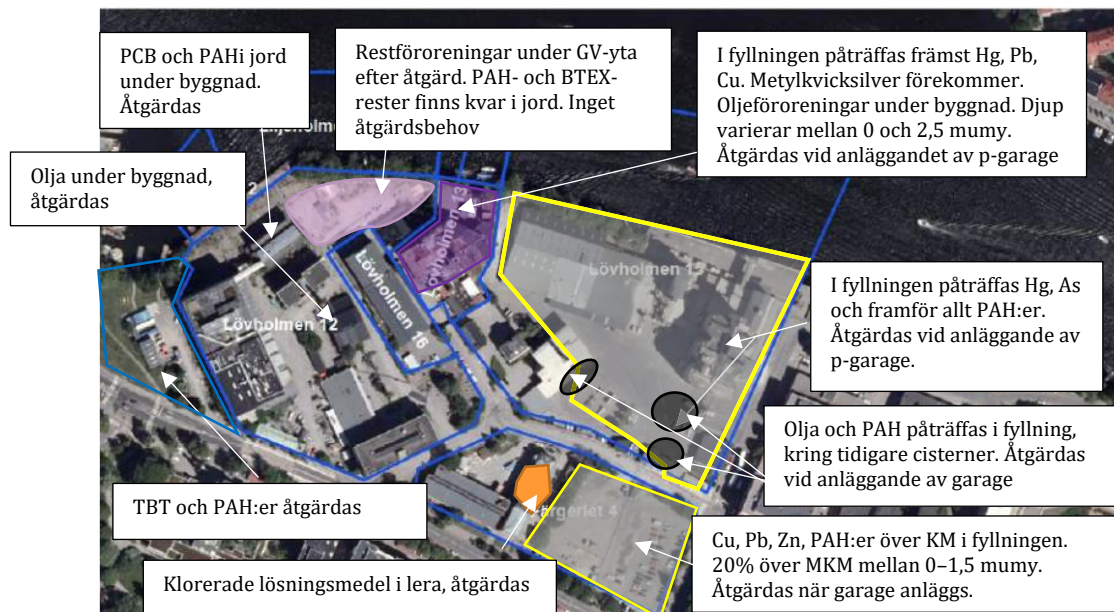 PCB och PAHi jord
under byggnad.
Åtgärdas
Restföroreningar under GV-yta
efter åtgärd. PAH- och BTEX-
rester finns kvar i jord. Inget
åtgärdsbehov
I fyllningen påträffas främst Hg, Pb,
Cu. Metylkvicksilver förekommer.
Oljeföroreningar under byggnad. Djup
varierar mellan 0 och 2,5 mumy.
Åtgärdas vid anläggandet av p-garage
Olja under byggnad,
åtgärdas
2
Lövholmen 13
Lövholmen 15
Lövholmen 12
Lövholmen 16
I fyllningen påträffas Hg, As
och framför allt PAH:er.
Åtgärdas vid anläggande av
p-garage.
Olja och PAH påträffas i fyllning,
kring tidigare cisterner. Åtgärdas
vid anläggande av garage
TBT och PAH:er åtgärdas
Färgeriet 4
Klorerade lösningsmedel i lera, åtgärdas
Cu, Pb, Zn, PAH:er över KM i fyllningen.
20% över MKM mellan 0–1,5 mumy.
Åtgärdas när garage anläggs.